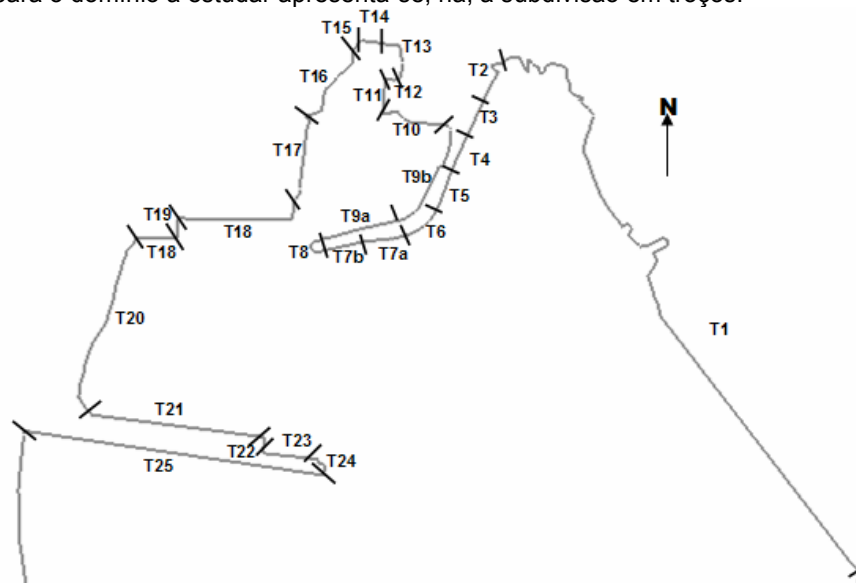 para o domínio a estudar apresenta-se, na, a subdivisão em troços.
T14
T15
T13
T2
T16
T12
T11
T3
N
T10
T4
T17
T9b
T5
T19
T9a
T18
T6
T8
T18
T7b
T7a
T20
T1
T21
T23
T22
T24
T25